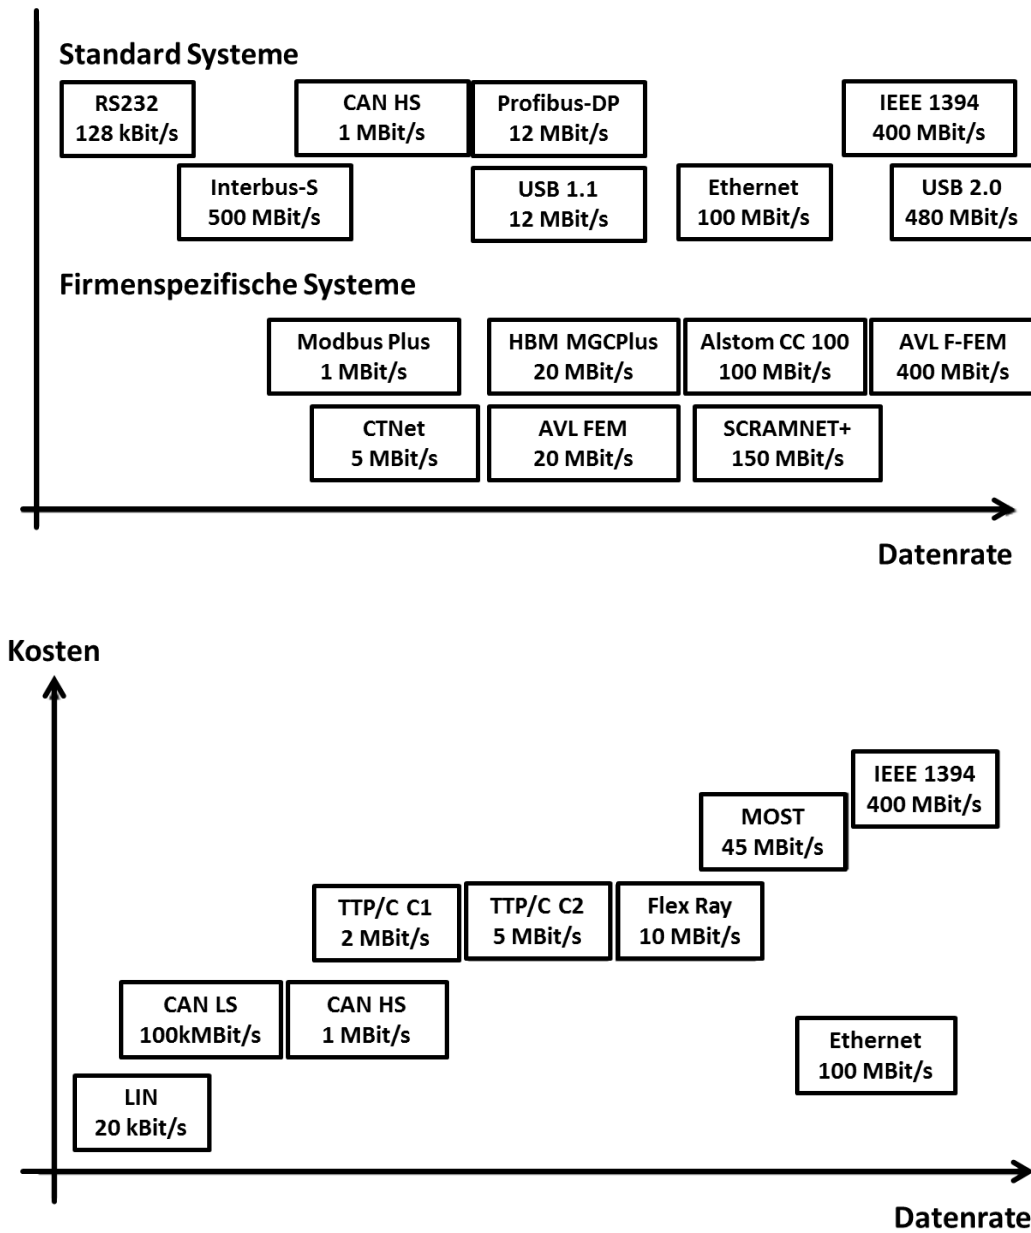 Standard Systeme
RS232
128 kBit/s
CAN HS
1 MBit/s
Profibus-DP
12 MBit/s
IEEE 1394
400 MBit/s
Interbus-S
500 MBit/s
USB 1.1
12 MBit/s
Ethernet
100 MBit/s
USB 2.0
480 MBit/s
Firmenspezifische Systeme
Modbus Plus
1 MBit/s
HBM MGCPlus
20 MBit/s
Alstom CC 100
100 MBit/s
AVL F-FEM
400 MBit/s
CTNet
5 MBit/s
AVL FEM
20 MBit/s
SCRAMNET+
150 MBit/s
Datenrate
Kosten
IEEE 1394
400 MBit/s
MOST
45 MBit/s
TTP/C C1
2 MBit/s
TTP/C C2
5 MBit/s
Flex Ray
10 MBit/s
CAN LS
100kMBit/s
CAN HS
1 MBit/s
Ethernet
100 MBit/s
LIN
20 kBit/s
Datenrate